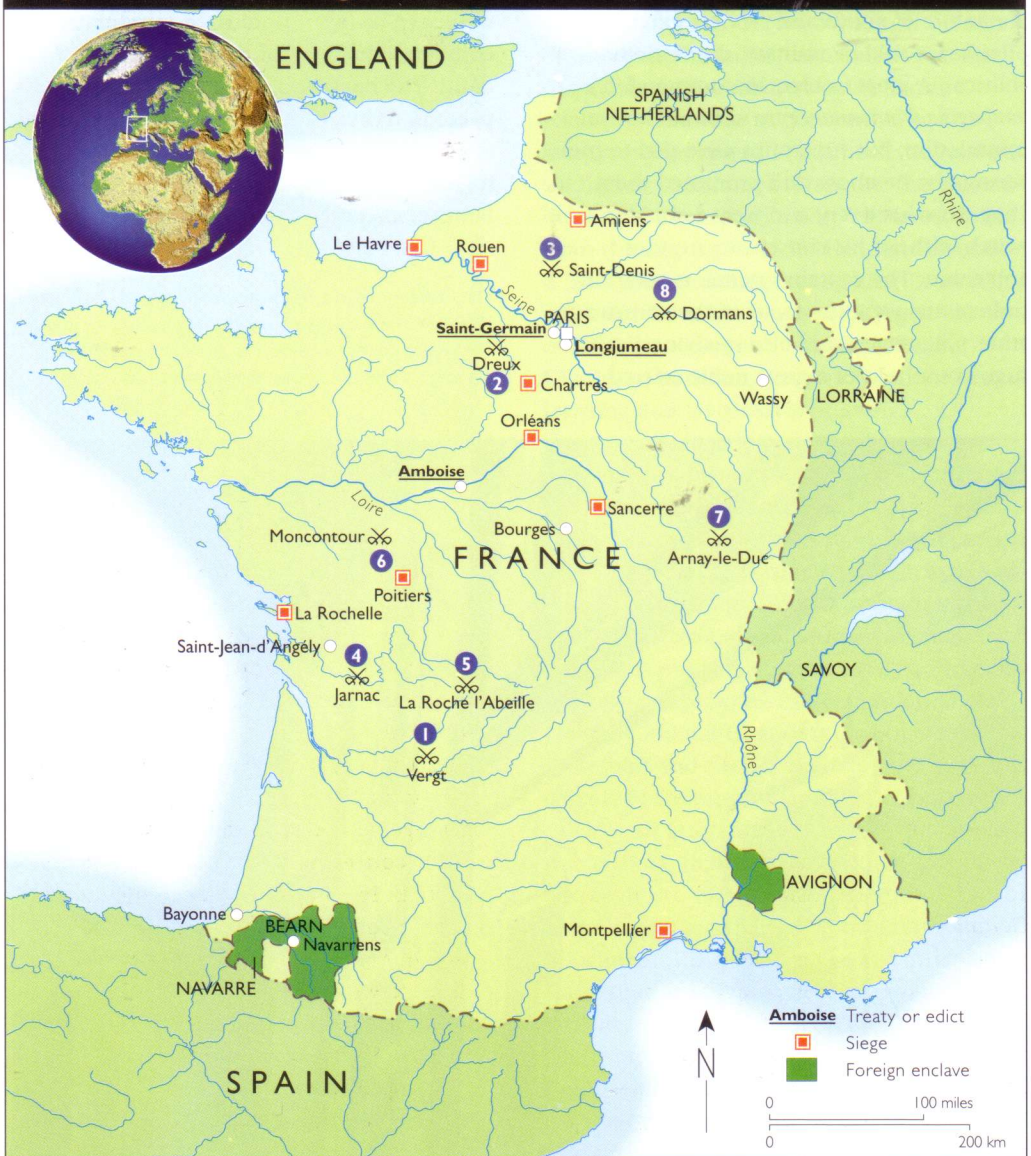 ENGLAND
SPANISH
NETHERLANDS
Rhine
Amiens
Le Havre
Rouen
3
Saint-Denis
8
Dormans
Seine
PARIS
Saint-Germain
Longjumeau
Dreux
2
Chartres
Wassy
LORRAINE
Orléans
Amboise
Loire
Sancerre
7
Arnay-le-Duc
Bourges
Moncontour
6
FRANCE
Poitiers
La Rochelle
Saint-Jean-d'Angély
4
Jarnac
5
La Roche l'Abeille
SAVOY
1
Vergt
Rhône
AVIGNON
Bayonne
BEARN
Navarrens
Montpellier
NAVARRE
SPAIN
N
Amboise Treaty or edict
Siege
Foreign enclave
0 100 miles
0 200 km